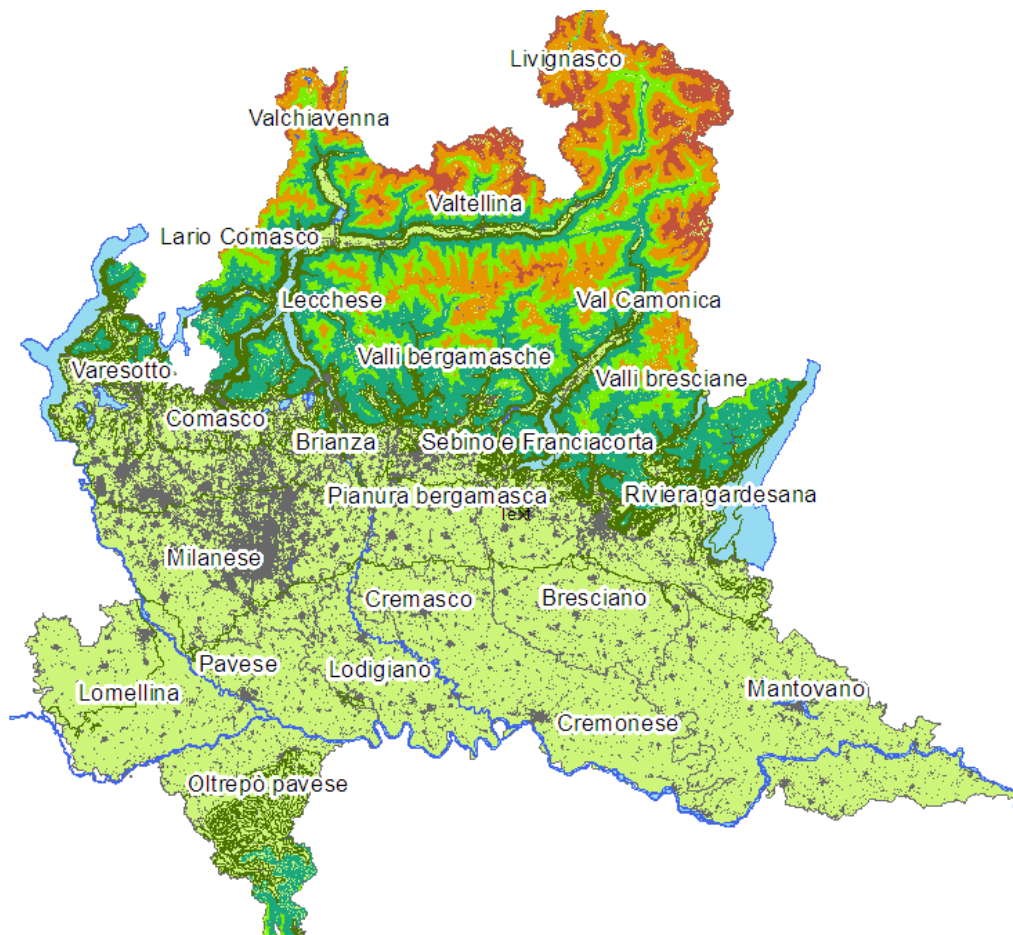 Livignasco
Valchiavenna
Valtellina
Lario Comasco
Lecchese
Val Camonica
Valli bergamasche
Varesotto
Valli bresciane
Comasco
Brianza
Sebino e Franciacorta
Pianura bergamasca
Riviera gardesana
Text
Milanese
Cremasco
Bresciano
Pavese
Lodigiano
Lomellina
Mantovano
Cremonese
Oltrepò pavese